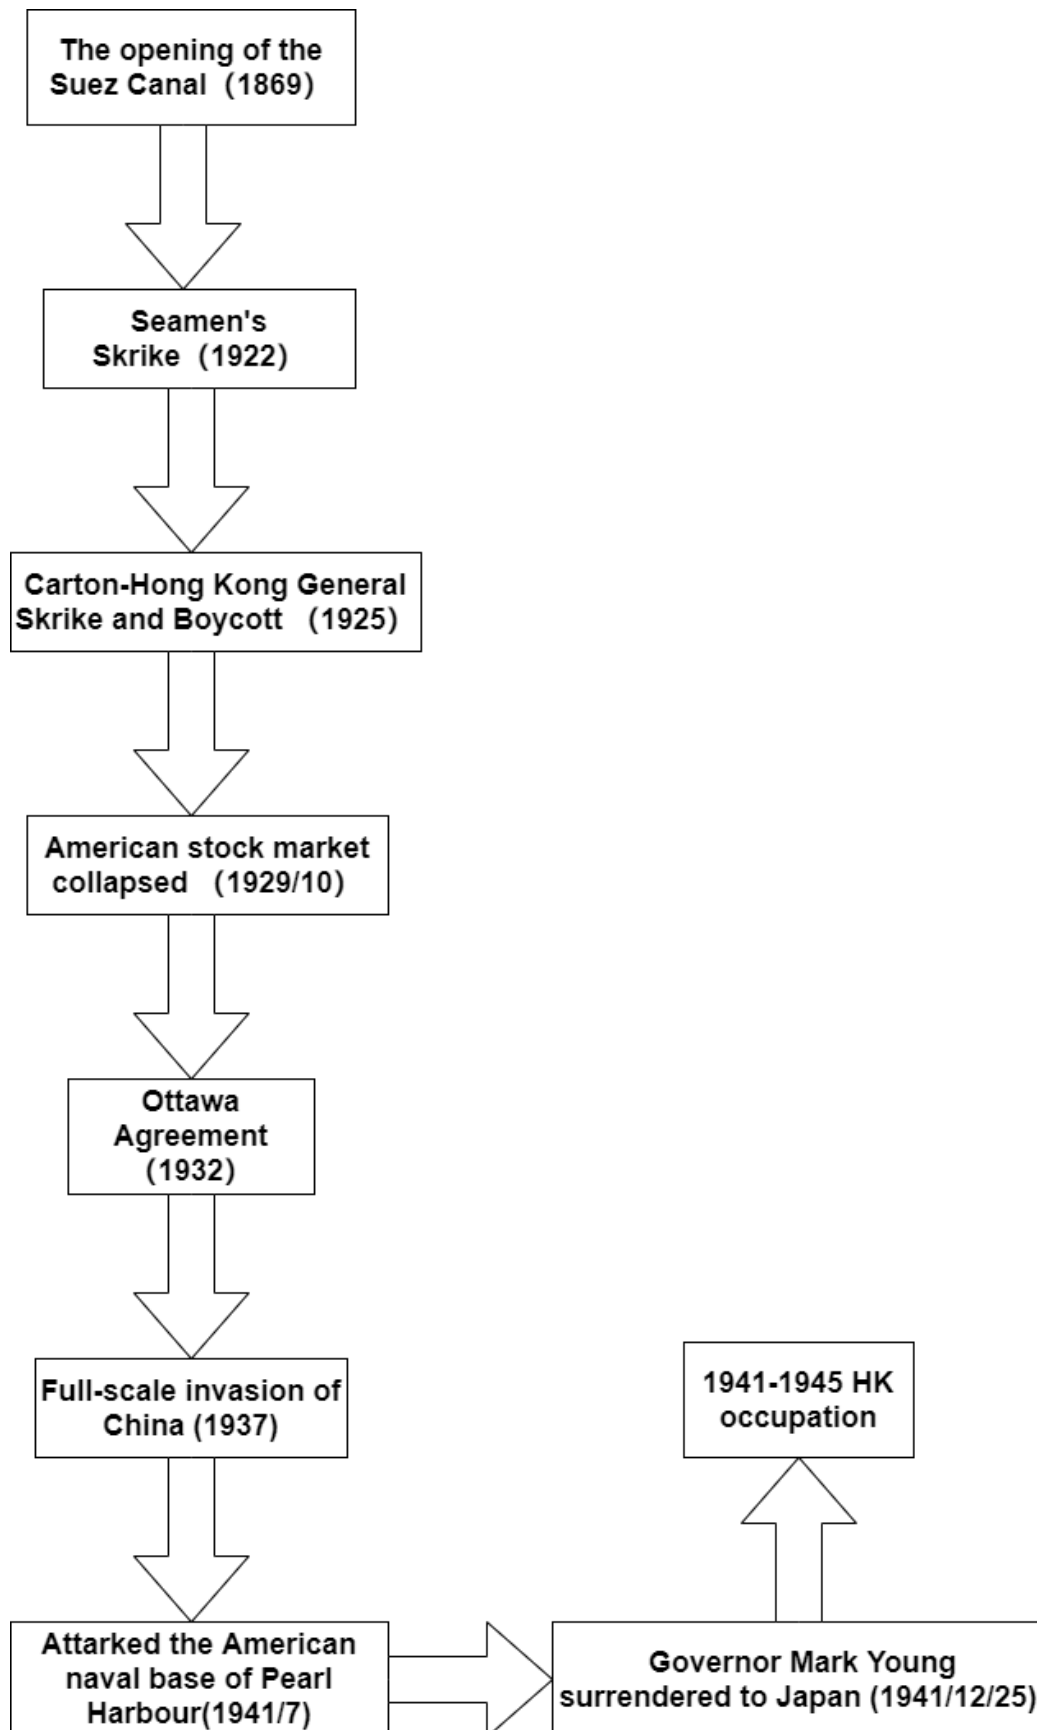 The opening of the
Suez Canal（1869）
Seamen's
Skrike（1922）
Carton-Hong Kong General
Skrike and Boycott （1925）
American stock market
collapsed （1929/10）
Ottawa
Agreement
（1932）
Full-scale invasion of
China (1937)
Attarked the American
naval base of Pearl
Harbour(1941/7)
Governor Mark Young
surrendered to Japan (1941/12/25)
1941-1945 HK
occupation